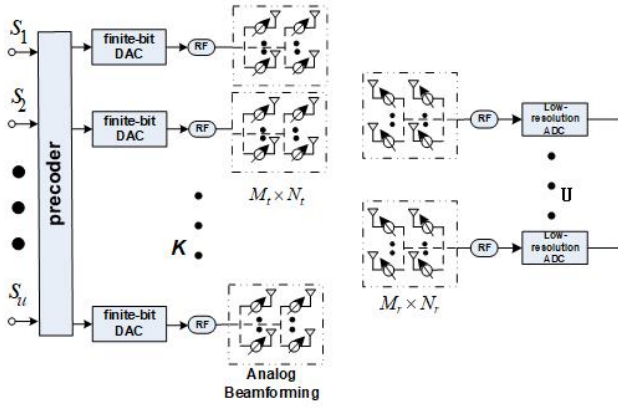 S1
finite-bit
DAC
RF
S2
finite-bit
DAC
RF
precoder
Mt × Nt
K
Su
finite-bit
DAC
RF
Analog
Beamforming
RF
Low-
resolution
ADC
U
RF
Low-
resolution
ADC
Mr × Nr